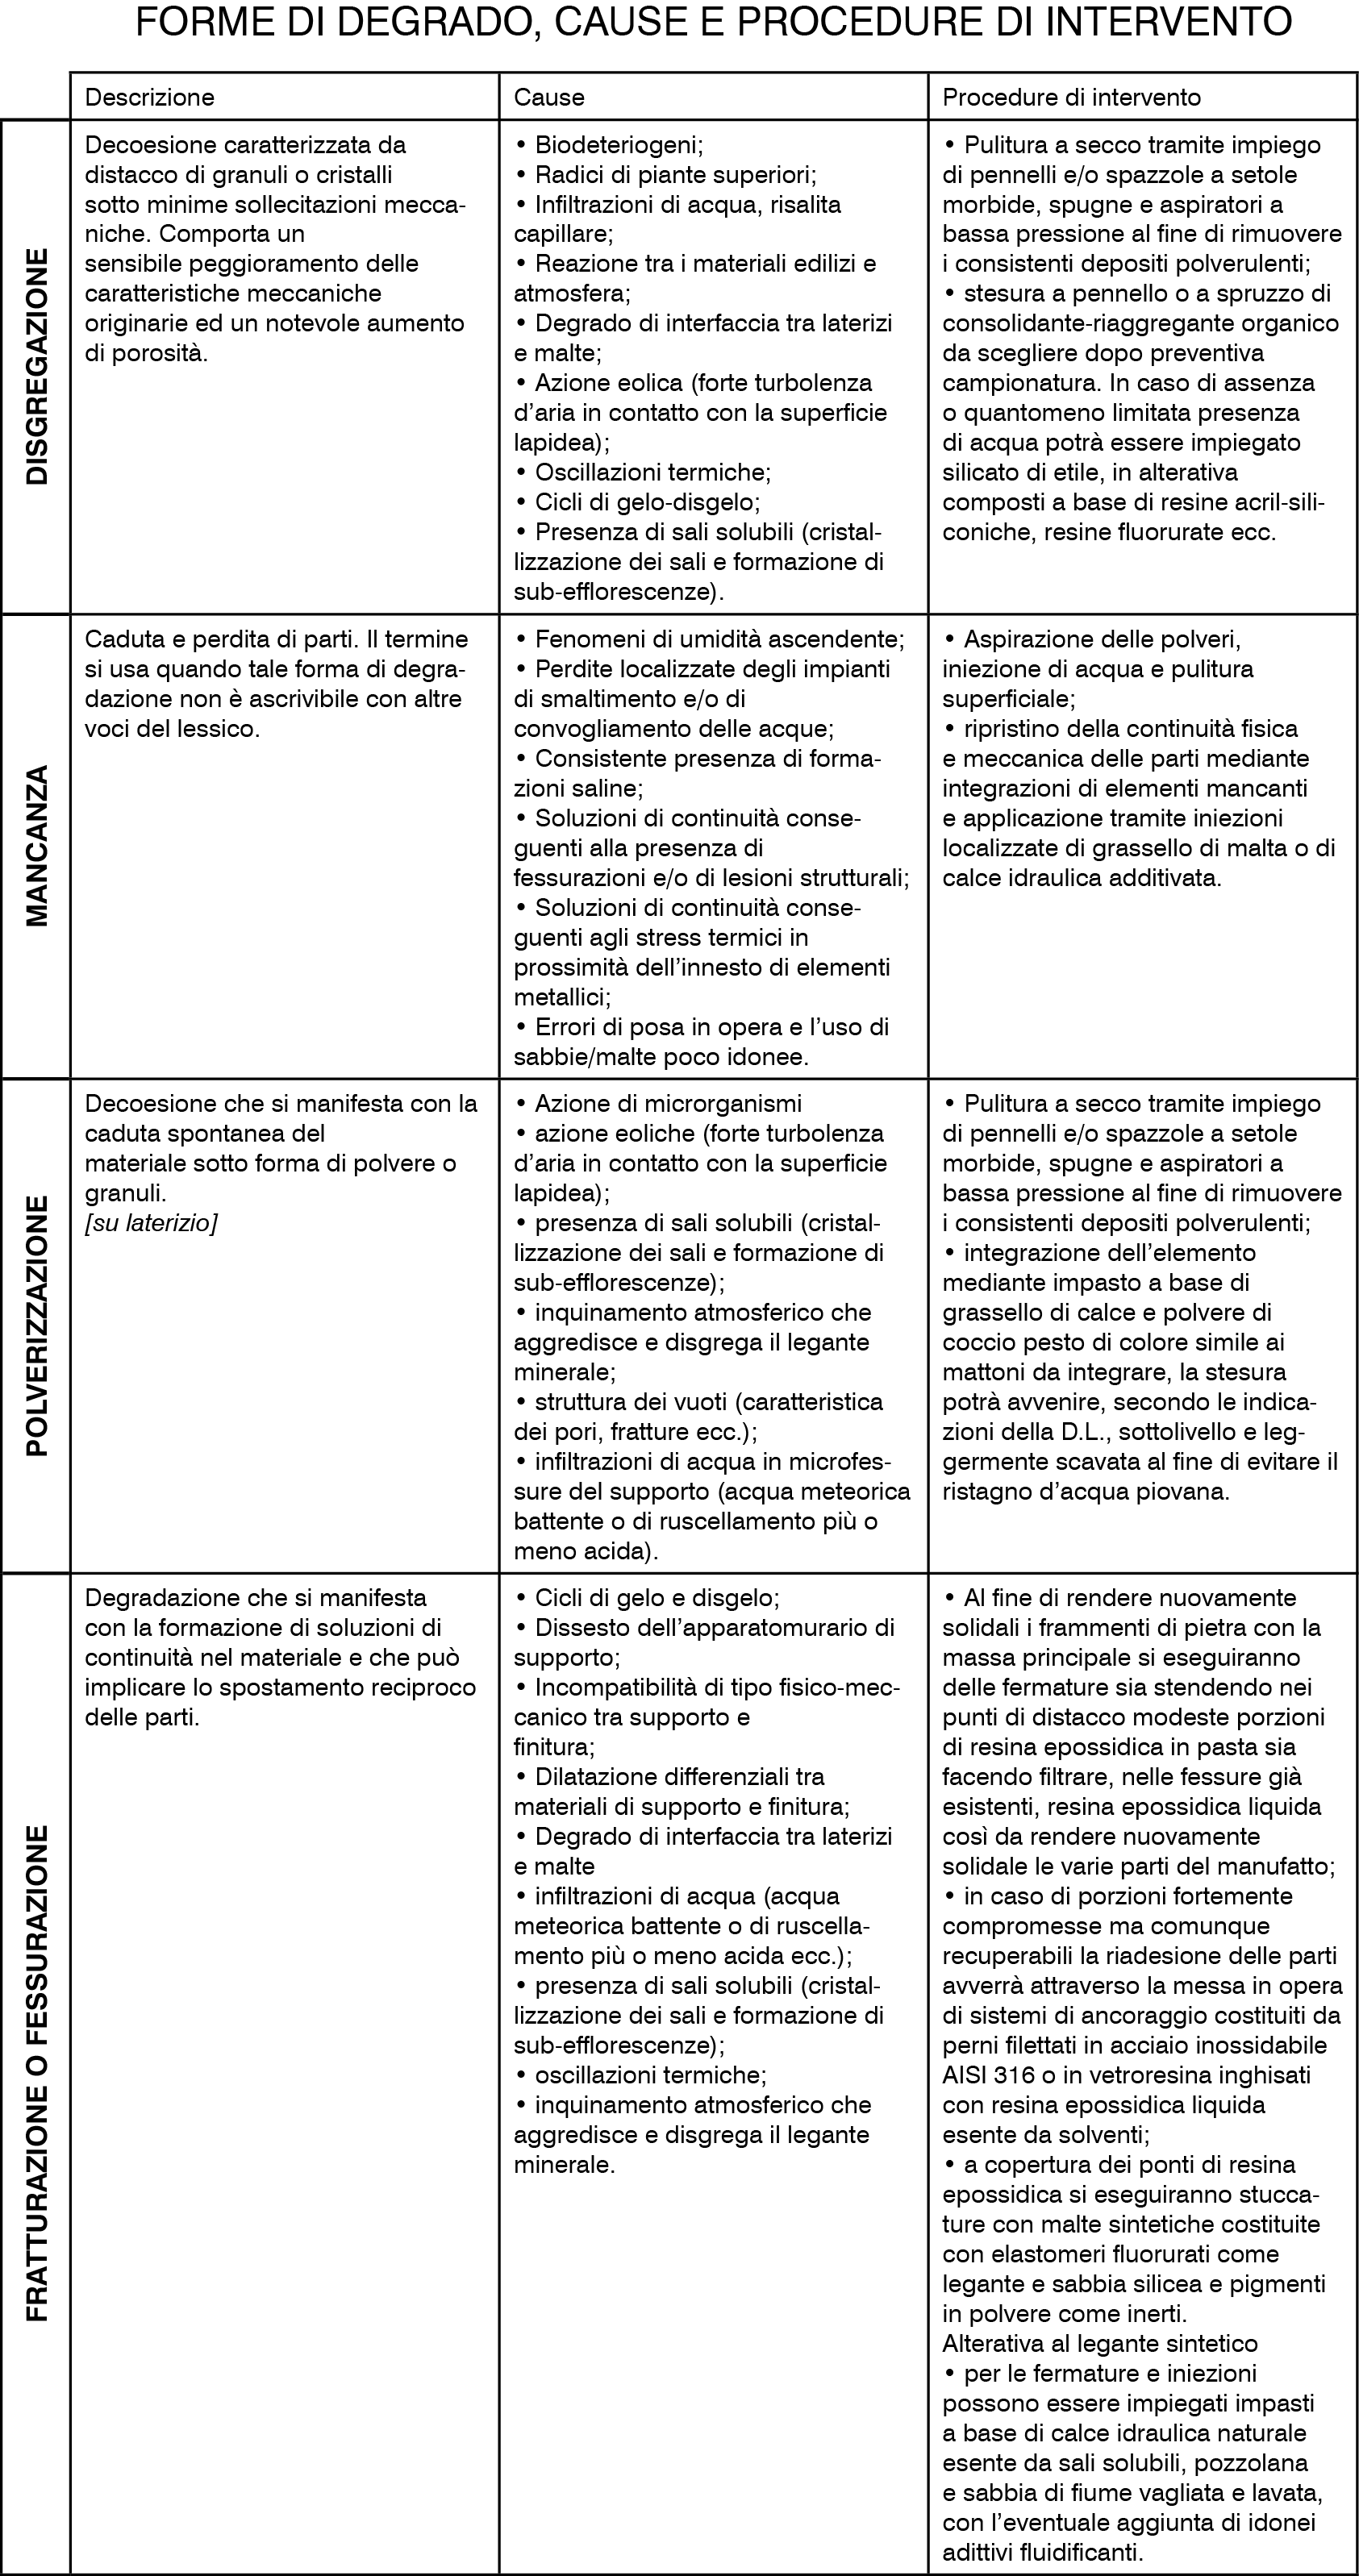 FORME DI DEGRADO, CAUSE E PROCEDURE DI INTERVENTO
Descrizione
Cause
Procedure di intervento
DISGREGAZIONE
Decoesione caratterizzata da
distacco di granuli o cristalli
sotto minime sollecitazioni mecca-
niche. Comporta un
sensibile peggioramento delle
caratteristiche meccaniche
originarie ed un notevole aumento
di porosità.
• Biodeteriogeni;
• Radici di piante superiori;
• Infiltrazioni di acqua, risalita
capillare;
• Reazione tra i materiali edilizi e
atmosfera;
• Degrado di interfaccia tra laterizi
e malte;
• Azione eolica (forte turbolenza
d’aria in contatto con la superficie
lapidea);
• Oscillazioni termiche;
• Cicli di gelo-disgelo;
• Presenza di sali solubili (cristal-
lizzazione dei sali e formazione di
sub-efflorescenze).
• Pulitura a secco tramite impiego
di pennelli e/o spazzole a setole
morbide, spugne e aspiratori a
bassa pressione al fine di rimuovere
i consistenti depositi polverulenti;
• stesura a pennello o a spruzzo di
consolidante-riaggregante organico
da scegliere dopo preventiva
campionatura. In caso di assenza
o quantomeno limitata presenza
di acqua potrà essere impiegato
silicato di etile, in alterativa
composti a base di resine acril-sili-
coniche, resine fluorurate ecc.
MANCANZA
Caduta e perdita di parti. Il termine
si usa quando tale forma di degra-
dazione non è ascrivibile con altre
voci del lessico.
• Fenomeni di umidità ascendente;
• Perdite localizzate degli impianti
di smaltimento e/o di
convogliamento delle acque;
• Consistente presenza di forma-
zioni saline;
• Soluzioni di continuità conse-
guenti alla presenza di
fessurazioni e/o di lesioni strutturali;
• Soluzioni di continuità conse-
guenti agli stress termici in
prossimità dell’innesto di elementi
metallici;
• Errori di posa in opera e l’uso di
sabbie/malte poco idonee.
• Aspirazione delle polveri,
iniezione di acqua e pulitura
superficiale;
• ripristino della continuità fisica
e meccanica delle parti mediante
integrazioni di elementi mancanti
e applicazione tramite iniezioni
localizzate di grassello di malta o di
calce idraulica additivata.
POLVERIZZAZIONE
Decoesione che si manifesta con la
caduta spontanea del
materiale sotto forma di polvere o
granuli.
[su laterizio]
• Azione di microrganismi
• azione eoliche (forte turbolenza
d’aria in contatto con la superficie
lapidea);
• presenza di sali solubili (cristal-
lizzazione dei sali e formazione di
sub-efflorescenze);
• inquinamento atmosferico che
aggredisce e disgrega il legante
minerale;
• struttura dei vuoti (caratteristica
dei pori, fratture ecc.);
• infiltrazioni di acqua in microfes-
sure del supporto (acqua meteorica
battente o di ruscellamento più o
meno acida).
• Pulitura a secco tramite impiego
di pennelli e/o spazzole a setole
morbide, spugne e aspiratori a
bassa pressione al fine di rimuovere
i consistenti depositi polverulenti;
• integrazione dell’elemento
mediante impasto a base di
grassello di calce e polvere di
coccio pesto di colore simile ai
mattoni da integrare, la stesura
potrà avvenire, secondo le indica-
zioni della D.L., sottolivello e leg-
germente scavata al fine di evitare il
ristagno d’acqua piovana.
FRATTURAZIONE O FESSURAZIONE
Degradazione che si manifesta
con la formazione di soluzioni di
continuità nel materiale e che può
implicare lo spostamento reciproco
delle parti.
• Cicli di gelo e disgelo;
• Dissesto dell’apparatomurario di
supporto;
• Incompatibilità di tipo fisico-mec-
canico tra supporto e
finitura;
• Dilatazione differenziali tra
materiali di supporto e finitura;
• Degrado di interfaccia tra laterizi
e malte
• infiltrazioni di acqua (acqua
meteorica battente o di ruscella-
mento più o meno acida ecc.);
• presenza di sali solubili (cristal-
lizzazione dei sali e formazione di
sub-efflorescenze);
• oscillazioni termiche;
• inquinamento atmosferico che
aggredisce e disgrega il legante
minerale.
• Al fine di rendere nuovamente
solidali i frammenti di pietra con la
massa principale si eseguiranno
delle fermature sia stendendo nei
punti di distacco modeste porzioni
di resina epossidica in pasta sia
facendo filtrare, nelle fessure già
esistenti, resina epossidica liquida
così da rendere nuovamente
solidale le varie parti del manufatto;
• in caso di porzioni fortemente
compromesse ma comunque
recuperabili la riadesione delle parti
avverrà attraverso la messa in opera
di sistemi di ancoraggio costituiti da
perni filettati in acciaio inossidabile
AISI 316 o in vetroresina inghisati
con resina epossidica liquida
esente da solventi;
• a copertura dei ponti di resina
epossidica si eseguiranno stucca-
ture con malte sintetiche costituite
con elastomeri fluorurati come
legante e sabbia silicea e pigmenti
in polvere come inerti.
Alterativa al legante sintetico
• per le fermature e iniezioni
possono essere impiegati impasti
a base di calce idraulica naturale
esente da sali solubili, pozzolana
e sabbia di fiume vagliata e lavata,
con l’eventuale aggiunta di idonei
adittivi fluidificanti.